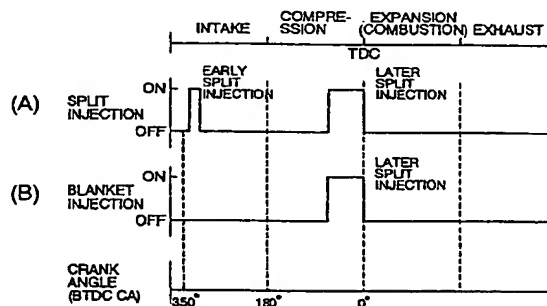 INTAKE
COMPRE-
SSION
EXPANSION
(COMBUSTION)
EXHAUST
TDC
(A)
SPLIT
INJECTION
ON
OFF
EARLY
SPLIT
INJECTION
LATER
SPLIT
INJECTION
(B)
BLANKET
INJECTION
ON
OFF
LATER
SPLIT
INJECTION
CRANK
ANGLE
(BTDC CA)
350°
180°
0°